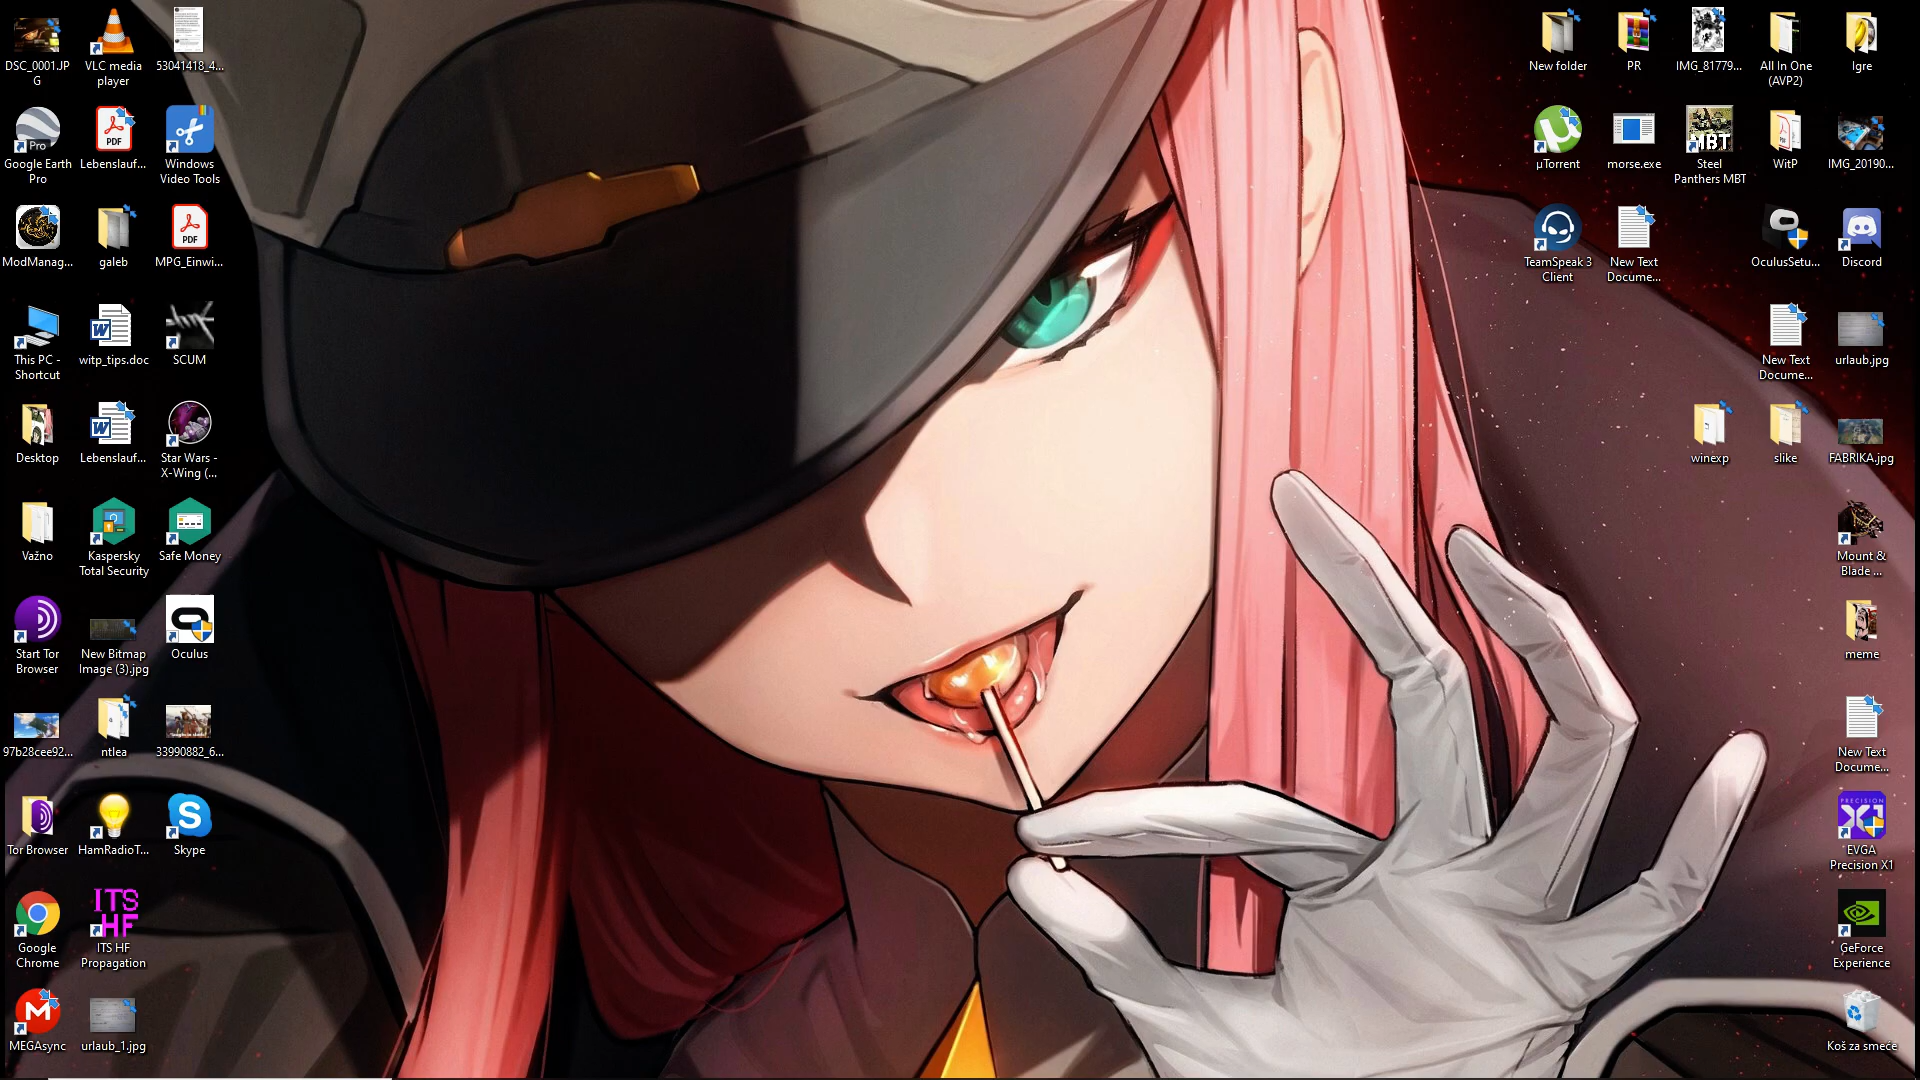 DSC_0001.JP
G
VLC media
player
53041418_4...
Google Earth
Pro
Lebenslauf...
Windows
Video Tools
ModManag...
galeb
MPG_Einwi...
This PC -
Shortcut
witp_tips.doc
SCUM
Desktop
Lebenslauf...
Star Wars -
X-Wing (...
Važno
Kaspersky
Total Security
Safe Money
Start Tor
Browser
New Bitmap
Image (3).jpg
Oculus
97b28cee92...
ntlea
33990882_6...
Tor Browser
HamRadioT...
Skype
Google
Chrome
ITS
HF
ITS HF
Propagation
MEGAsync
urlaub_1.jpg
New folder
PR
IMG_81779...
All In One
(AVP2)
Igre
µTorrent
morse.exe
MBT
Steel
Panthers MBT
WitP
IMG_20190...
TeamSpeak 3
Client
New Text
Docume...
OculusSetu...
Discord
New Text
Docume...
urlaub.jpg
winexp
slike
FABRIKA.jpg
Mount &
Blade ...
meme
New Text
Docume...
PRECISION
X1
EVGA
Precision X1
GeForce
Experience
Koš za smeće
Pro
PDF
PDF